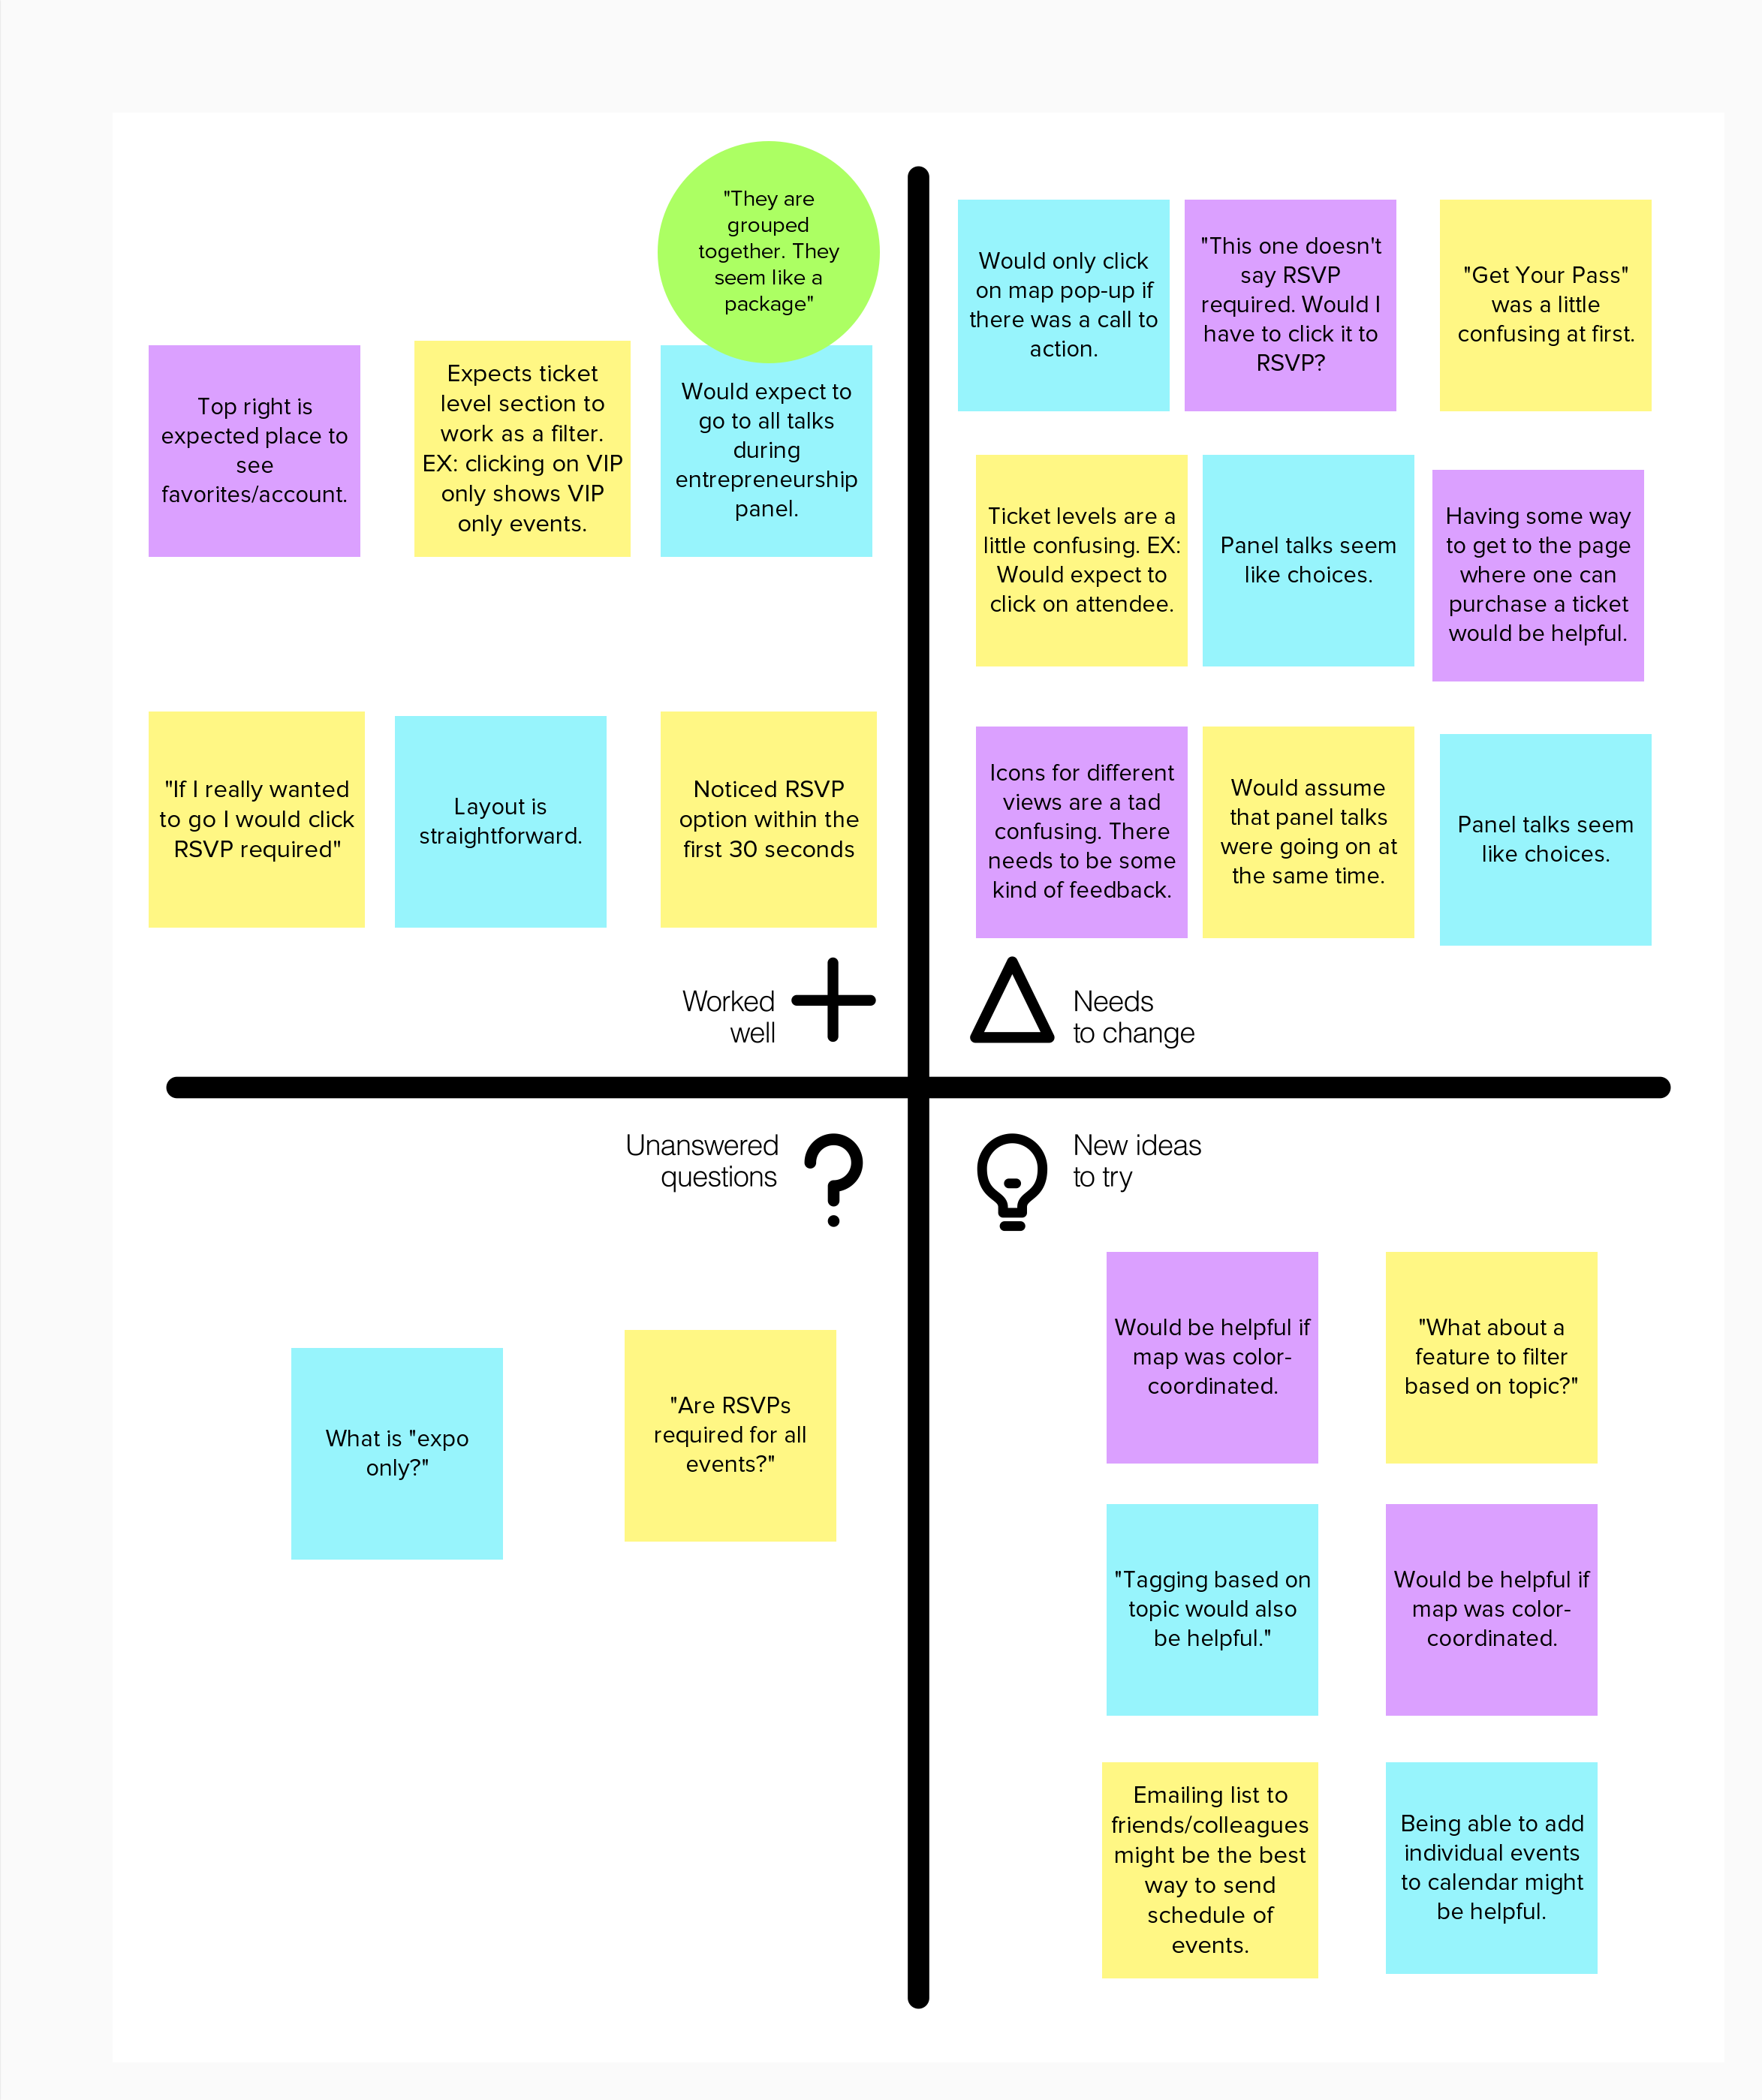 "They are
grouped
together. They
seem like a
package"
Top right is
expected place to
see
favorites/account.
Expects ticket
level section to
work as a filter.
EX: clicking on VIP
only shows VIP
only events.
Would expect to
go to all talks
during
entrepreneurship
panel.
"If I really wanted
to go I would click
RSVP required"
Layout is
straightforward.
Noticed RSVP
option within the
first 30 seconds
Worked
well
Would only click
on map pop-up if
there was a call to
action.
"This one doesn't
say RSVP
required. Would I
have to click it to
RSVP?
"Get Your Pass"
was a little
confusing at first.
Ticket levels are a
little confusing. EX:
Would expect to
click on attendee.
Panel talks seem
like choices.
Having some way
to get to the page
where one can
purchase a ticket
would be helpful.
Icons for different
views are a tad
confusing. There
needs to be some
kind of feedback.
Would assume
that panel talks
were going on at
the same time.
Panel talks seem
like choices.
Needs
to change
Unanswered
questions
What is "expo
only?"
"Are RSVPs
required for all
events?"
New ideas
to try
Would be helpful if
map was color-
coordinated.
"What about a
feature to filter
based on topic?"
"Tagging based on
topic would also
be helpful."
Would be helpful if
map was color-
coordinated.
Emailing list to
friends/colleagues
might be the best
way to send
schedule of
events.
Being able to add
individual events
to calendar might
be helpful.